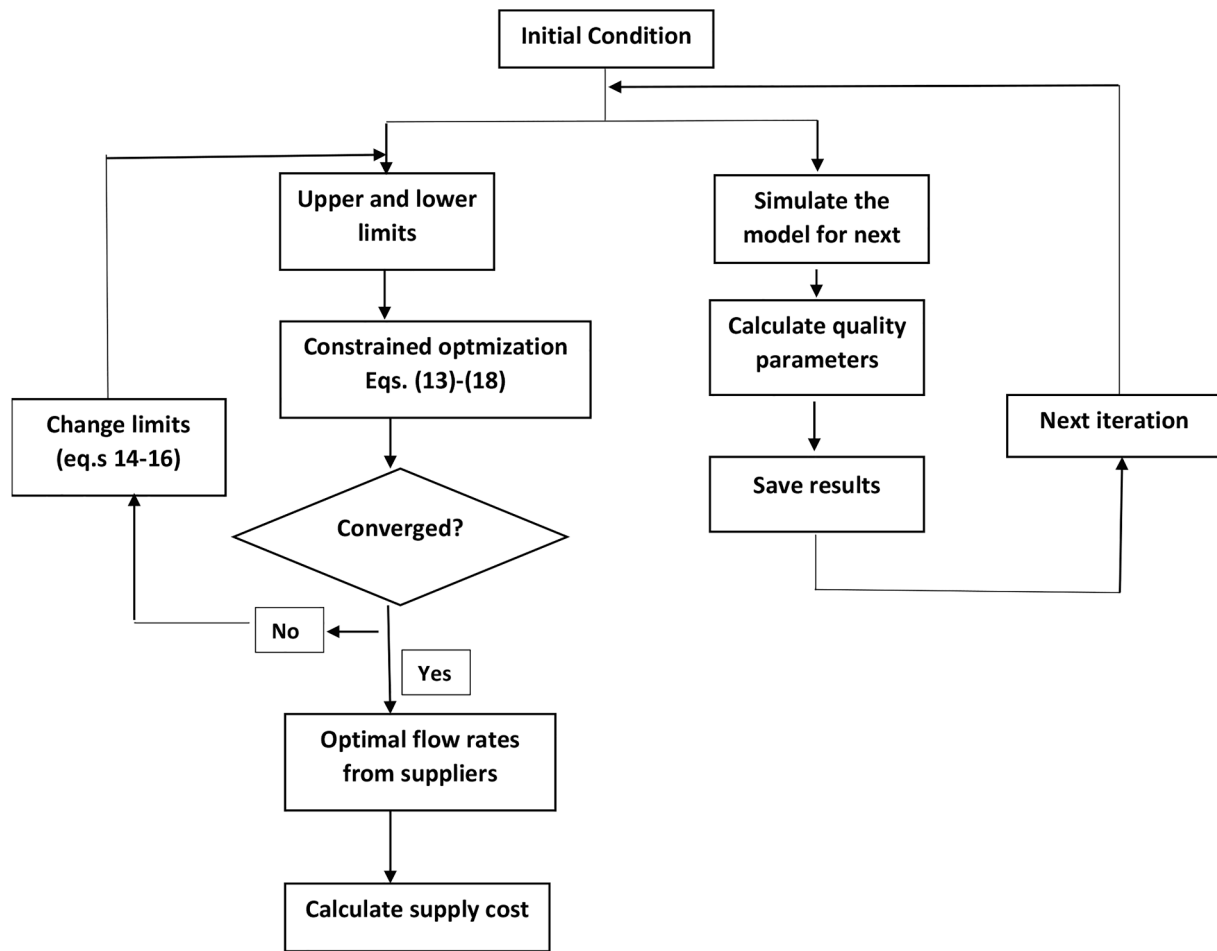 Initial Condition
Upper and lower
limits
Simulate the
model for next
Constrained optmization
Eqs. (13)-(18)
Calculate quality
parameters
Change limits
(eq.s 14-16)
Next iteration
Save results
Converged?
No
Yes
Optimal flow rates
from suppliers
Calculate supply cost